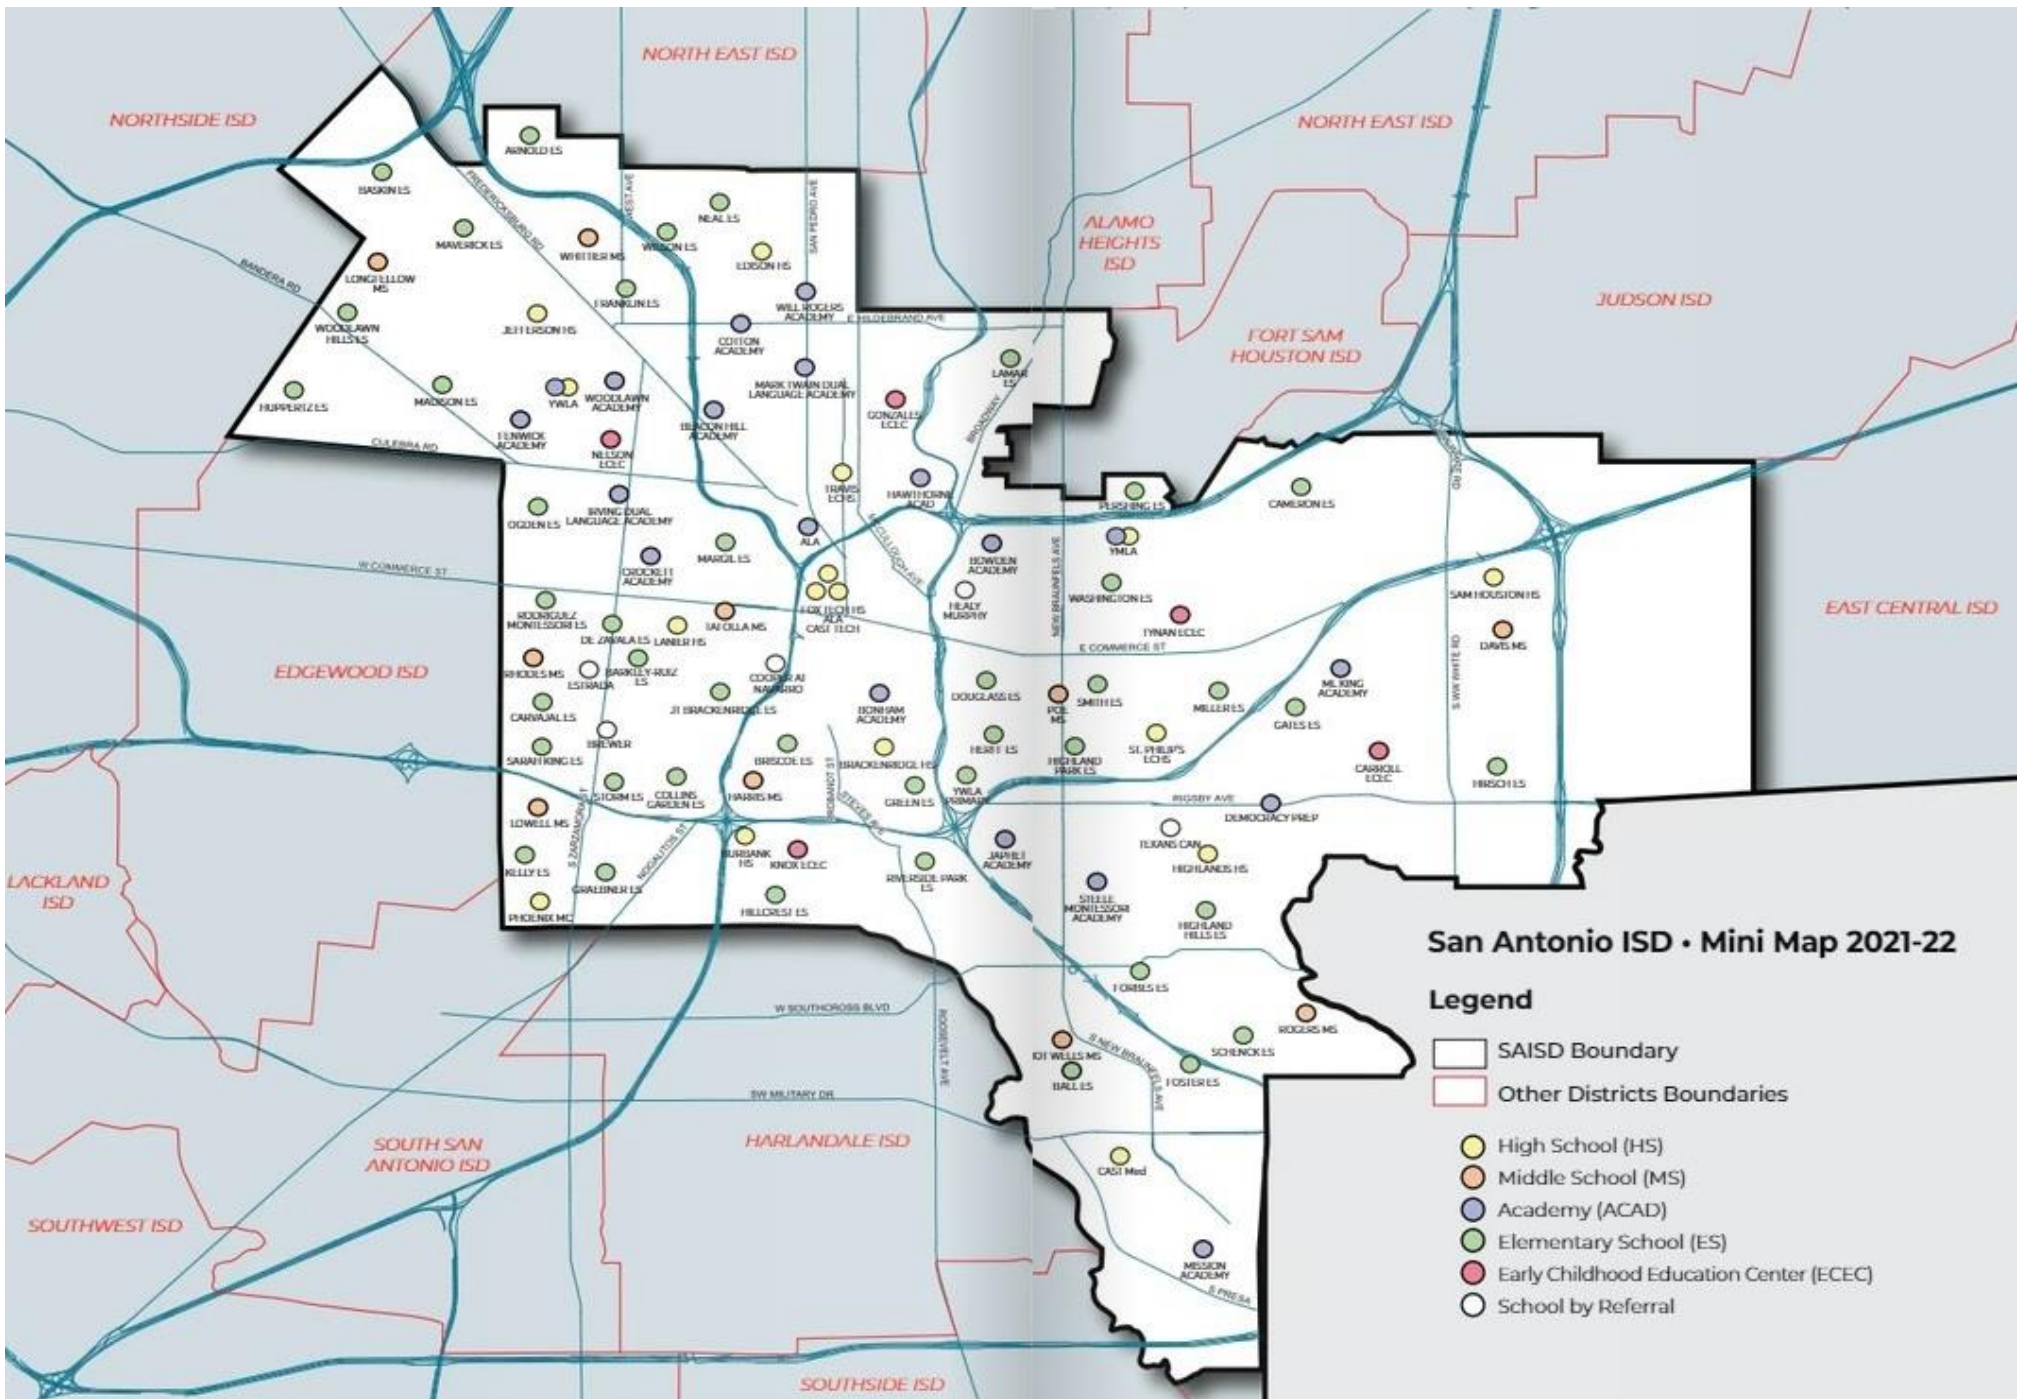 NORTH EAST ISD
NORTHSIDE ISD
NORTH EAST ISD
ARNOLD ES
BASKIN ES
FREDERICKSBURG RD
WEST AVE
SAN PEDRO AVE
NEAL ES
MAVERICK ES
WHITTIER MS
WILSON ES
EDISON HS
ALAMO
HEIGHTS
ISD
BANDERA RD
LONGFELLOW
MS
FRANKLIN ES
WILL ROGERS
ACADEMY
E HILDEBRAND AVE
JUDSON ISD
WOODLAWN
HILLS ES
JEFFERSON HS
COTTON
ACADEMY
FORT SAM
HOUSTON ISD
LAMAR
ES
HUPPERTZ ES
MADISON ES
YWLA
WOODLAWN
ACADEMY
MARK TWAIN DUAL
LANGUAGE ACADEMY
GONZALES
ECEC
BROADWAY
FENWICK
ACADEMY
BEACON HILL
ACADEMY
CULEBRA RD
NELSON
ECEC
TRAVIS
ECHS
HAWTHORNE
ACAD
PERSHING ES
CAMERON ES
OGDEN ES
IRVING DUAL
LANGUAGE ACADEMY
ALA
MCCULLOUGH AVE
MARGIL ES
CROCKETT
ACADEMY
BOWDEN
ACADEMY
NEW BRAUNFELS AVE
YMLA
W COMMERCE ST
WASHINGTON ES
SAM HOUSTON HS
HEALY
MURPHY
RODRIGUEZ
MONTESSORI ES
FOX TECH HS
ALA
CAST TECH
EAST CENTRAL ISD
DE ZAVALA ES
LANIER HS
TAFOLLA MS
TYNAN ECEC
DAVIS MS
E COMMERCE ST
S WW WHITE RD
EDGEWOOD ISD
RHODES MS
ESTRADA
BARKLEY-RUIZ
ES
COOPER AT
NAVARRO
DOUGLASS ES
POE
MS
SMITH ES
MILLER ES
ML KING
ACADEMY
GATES ES
CARVAJAL ES
JT BRACKENRIDGE ES
BONHAM
ACADEMY
BREWER
SARAH KING ES
BRISCOE ES
BRACKENRIDGE HS
HERFF ES
HIGHLAND
PARK ES
ST. PHILIP'S
ECHS
CARROLL
ECEC
HIRSCH ES
STORM ES
COLLINS
GARDEN ES
HARRIS MS
PROBANDT ST
STEVES AVE
GREEN ES
YWLA
PRIMARY
RIGSBY AVE
DEMOCRACY PREP
LOWELL MS
S ZARZAMORA ST
NOGALITOS ST
BURBANK
HS
KNOX ECEC
JAPHET
ACADEMY
TEXANS CAN
HIGHLANDS HS
KELLY ES
GRAEBNER ES
RIVERSIDE PARK
ES
LACKLAND
ISD
PHOENIX MC
HILLCREST ES
STEELE
MONTESSORI
ACADEMY
HIGHLAND
HILLS ES
FORBES ES
W SOUTHCROSS BLVD
ROOSEVELT AVE
ROGERS MS
SCHENCK ES
S NEW BRAUNFELS AVE
BALL ES
FOSTER ES
SW MILITARY DR
SOUTH SAN
ANTONIO ISD
HARLANDALE ISD
CAST Med
SOUTHWEST ISD
MISSION
ACADEMY
S PRESA
SOUTHSIDE ISD
San Antonio ISD • Mini Map 2021-22
Legend
SAISD Boundary
Other Districts Boundaries
High School (HS)
Middle School (MS)
Academy (ACAD)
Elementary School (ES)
Early Childhood Education Center (ECEC)
School by Referral